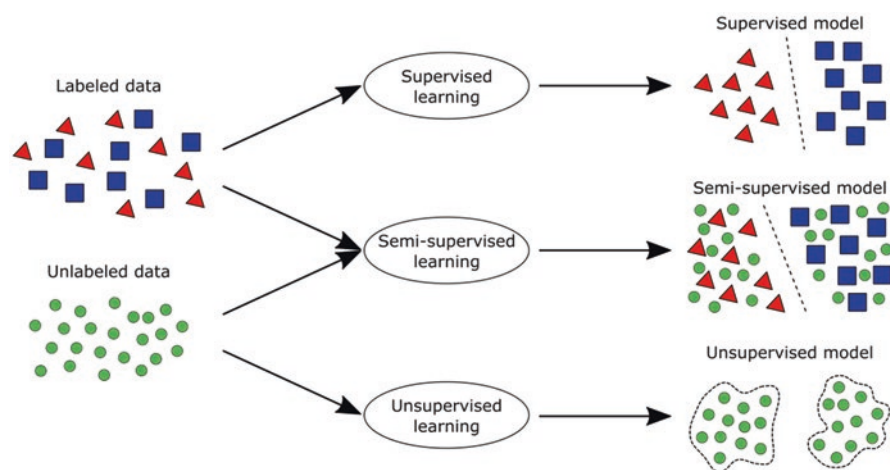 Labeled data
Unlabeled data
Supervised
learning
Semi-supervised
learning
Unsupervised
learning
Supervised model
Semi-supervised model
Unsupervised model